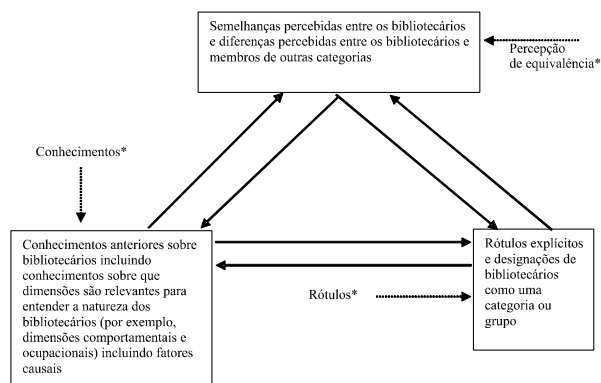 Semelhanças percebidas entre os bibliotecários
e diferenças percebidas entre os bibliotecários e
membros de outras categorias
Percepção
de equivalência*
Conhecimentos*
Conhecimentos anteriores sobre
bibliotecários incluindo
conhecimentos sobre que
dimensões são relevantes para
entender a natureza dos
bibliotecários (por exemplo,
dimensões comportamentais e
ocupacionais) incluindo fatores
causais
Rótulos*
Rótulos explícitos
e designações de
bibliotecários
como uma
categoria ou
grupo